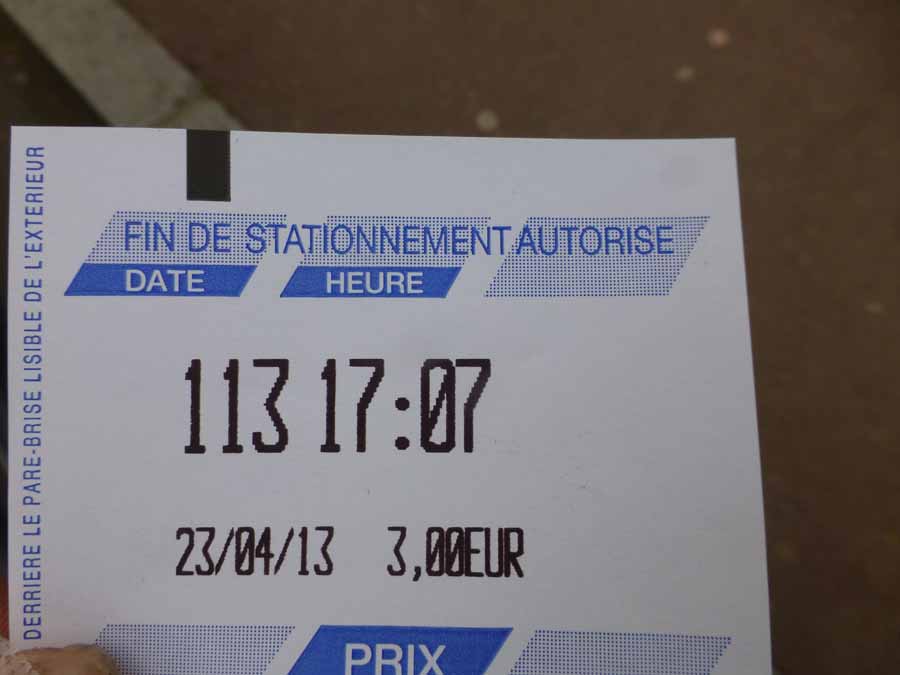 FIN DE STATIONNEMENT AUTORISE
DATE HEURE
113 17:07
23/04/13 3,00EUR
PRIX
DERRIERE LE PARE-BRISE LISIBLE DE L'EXTERIEUR